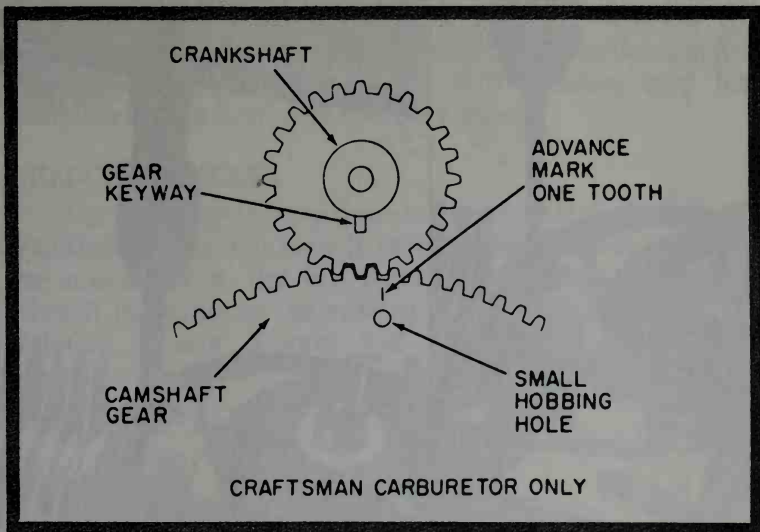 CRANKSHAFT
GEAR
KEYWAY
ADVANCE
MARK
ONE TOOTH
CAMSHAFT
GEAR
SMALL
HOBBING
HOLE
CRAFTSMAN CARBURETOR ONLY